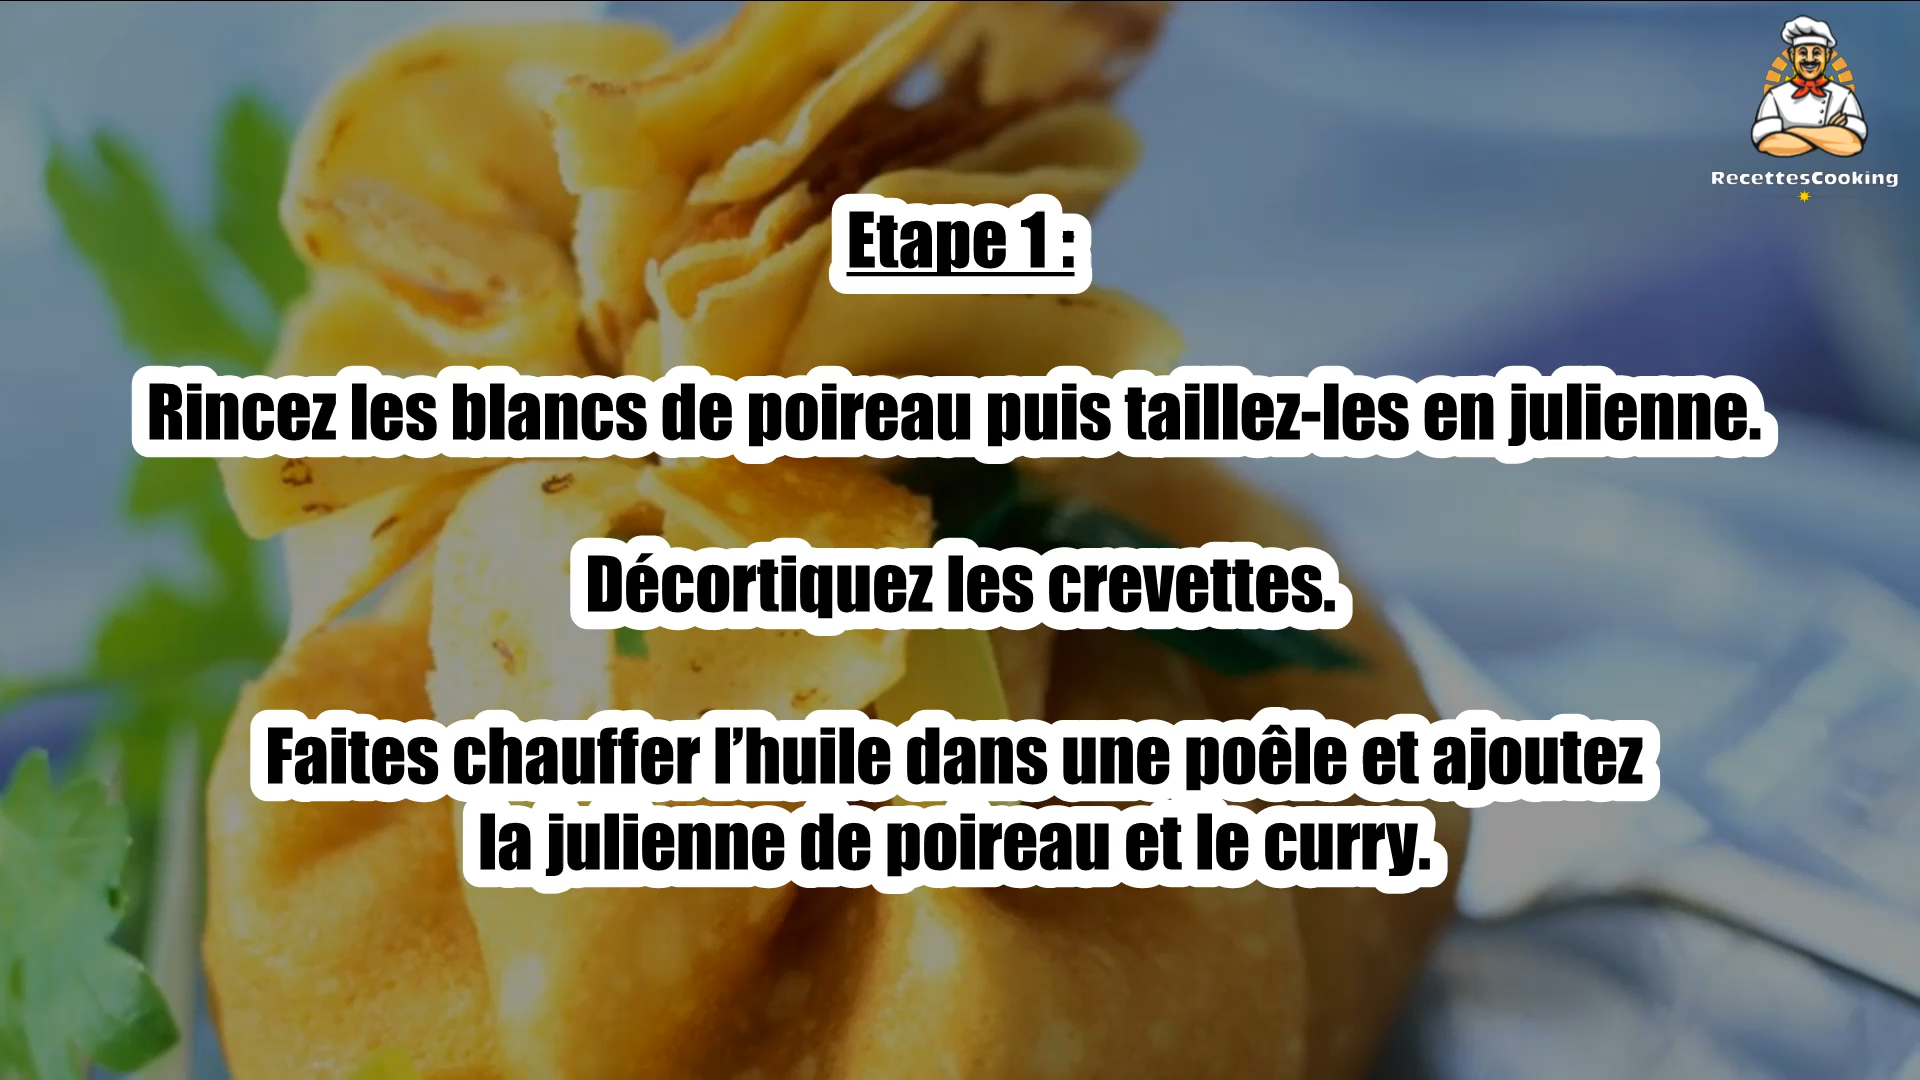 RecettesCooking
Etape 1 :
Rincez les blancs de poireau puis taillez-les en julienne.
Décortiquez les crevettes.
Faites chauffer l’huile dans une poêle et ajoutez
la julienne de poireau et le curry.